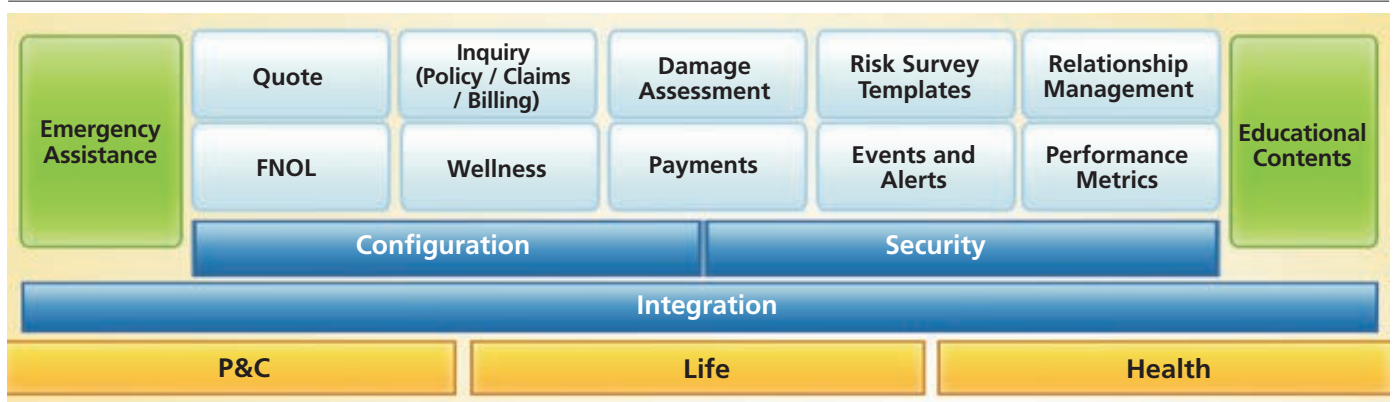 Emergency
Assistance
Quote
Inquiry
(Policy / Claims
/ Billing)
Damage
Assessment
Risk Survey
Templates
Relationship
Management
FNOL
Wellness
Payments
Events and
Alerts
Performance
Metrics
Educational
Contents
Configuration
Security
Integration
P&C
Life
Health